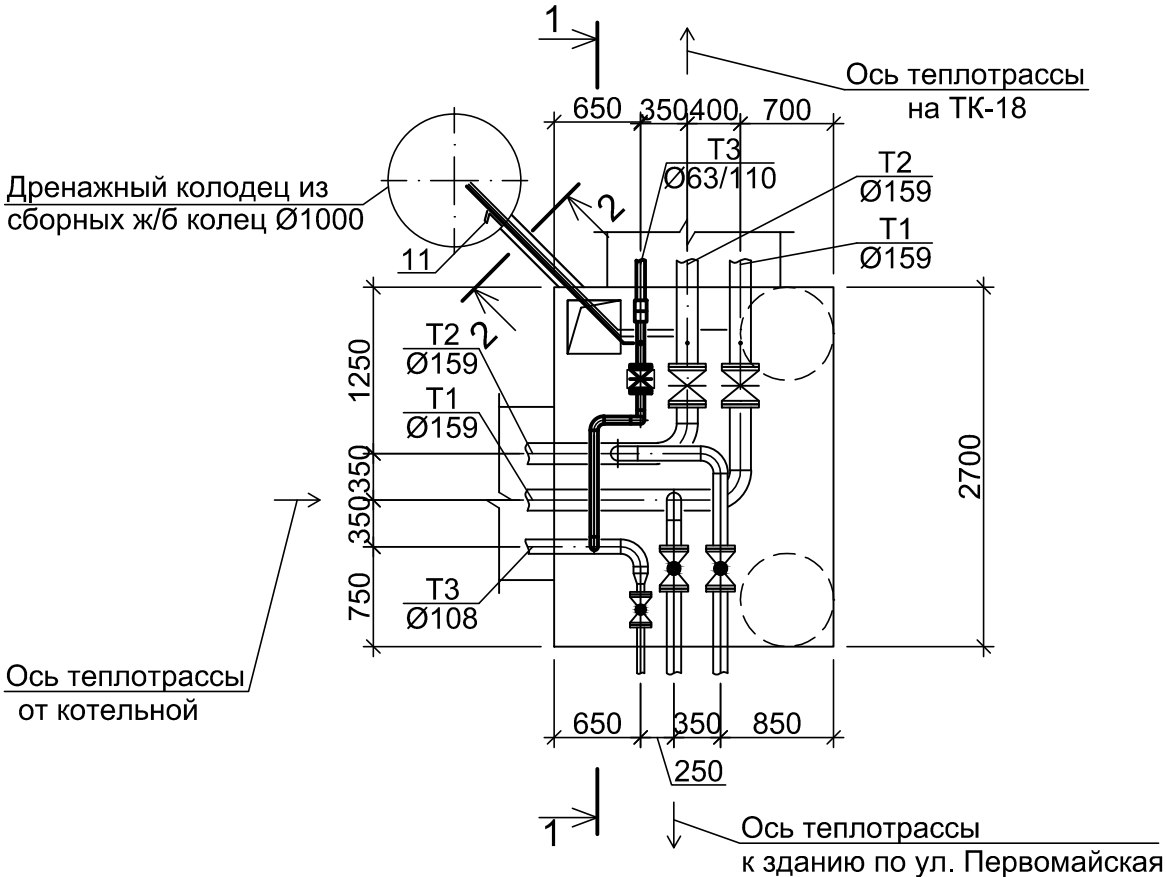 1
Ось теплотрассы
на ТК-18
650
350
400
700
Т3
Ø63/110
Т2
Ø159
Т1
Ø159
Дренажный колодец из
сборных ж/б колец Ø1000
2
11
2
Т2
Ø159
Т1
Ø159
1250
350
350
750
2700
Т3
Ø108
Ось теплотрассы
от котельной
650
350
850
250
1
Ось теплотрассы
к зданию по ул. Первомайская